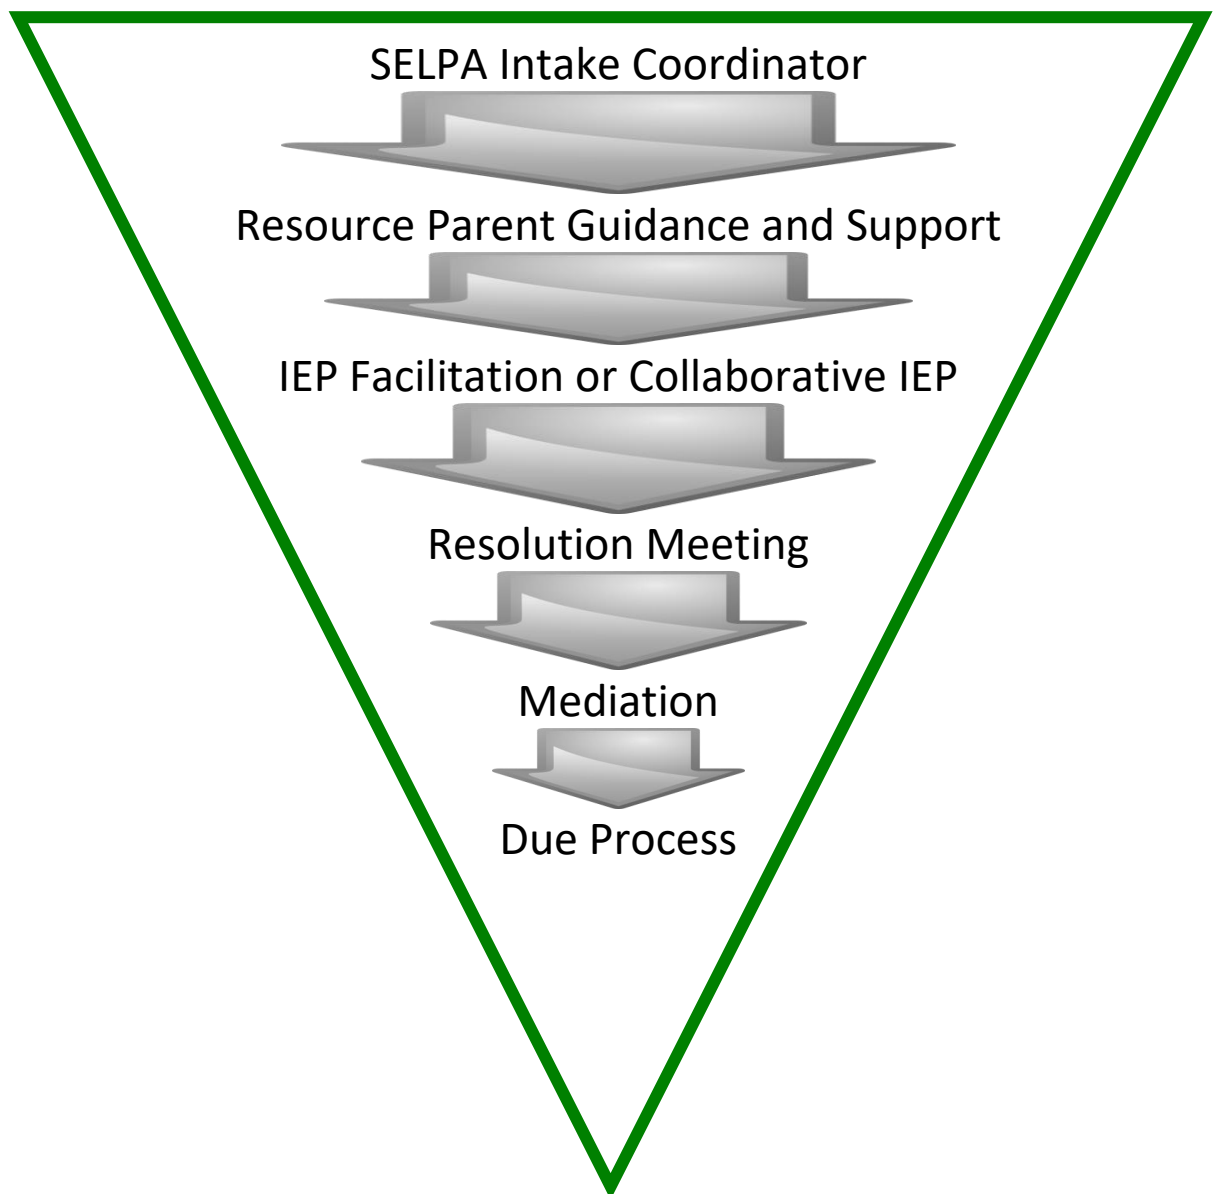 SELPA Intake Coordinator
Resource Parent Guidance and Support
IEP Facilitation or Collaborative IEP
Resolution Meeting
Mediation
Due Process